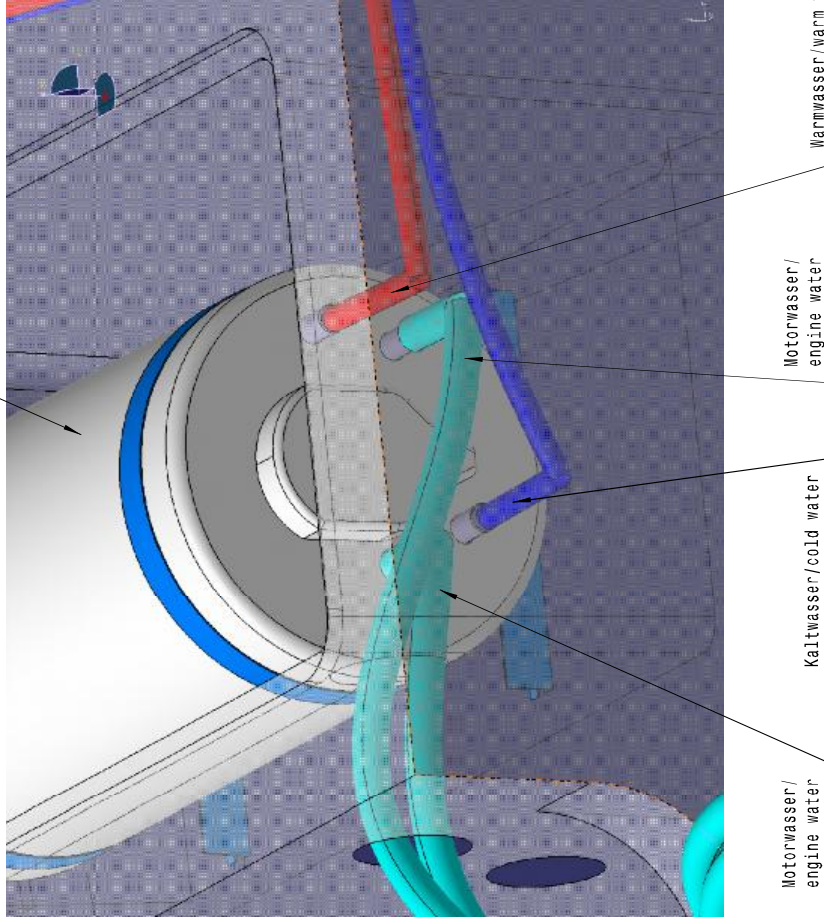 Motorwasser/
engine water
Kaltwasser/cold water
Motorwasser/
engine water
Warmwasser/warm